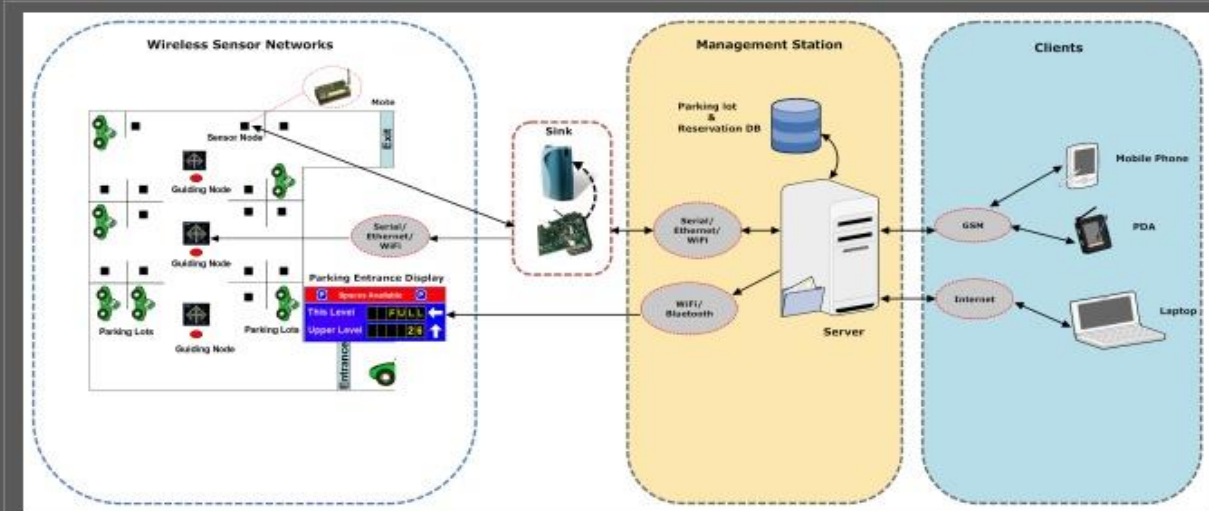 Wireless Sensor Networks
Mote
Sensor Node
Exit
Guiding Node
Guiding Node
Serial/
Ethernet/
WiFi
Parking Entrance Display
P Spaces Available P
This Level FULL
Upper Level 26
Parking Lots
Parking Lots
Guiding Node
Entrance
Sink
Management Station
Parking lot
&
Reservation DB
Serial/
Ethernet/
WiFi
WiFi/
Bluetooth
Server
Clients
Mobile Phone
GSM
PDA
Internet
Laptop